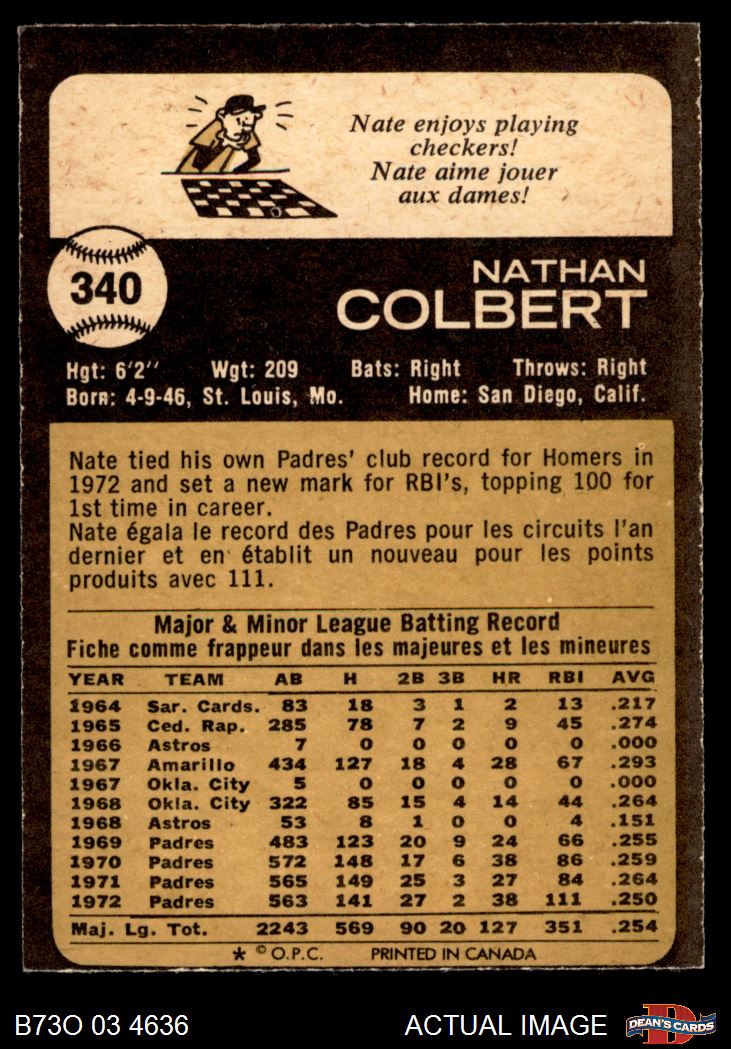 Nate enjoys playing
checkers!
Nate aime jouer
aux dames!
340
NATHAN
COLBERT
Hgt: 6'2'' Wgt: 209 Bats: Right Throws: Right
Born: 4-9-46, St. Louis, Mo. Home: San Diego, Calif.
Nate tied his own Padres' club record for Homers in
1972 and set a new mark for RBI's, topping 100 for
1st time in career.
Nate égala le record des Padres pour les circuits l'an
dernier et en établit un nouveau pour les points
produits avec 111.
Major & Minor League Batting Record
Fiche comme frappeur dans les majeures et les mineures
YEAR TEAM AB H 2B 3B HR RBI AVG
1964 Sar. Cards. 83 18 3 1 2 13 .217
1965 Ced. Rap. 285 78 7 2 9 45 .274
1966 Astros 7 0 0 0 0 0 .000
1967 Amarillo 434 127 18 4 28 67 .293
1967 Okla. City 5 0 0 0 0 0 .000
1968 Okla. City 322 85 15 4 14 44 .264
1968 Astros 53 8 1 0 0 4 .151
1969 Padres 483 123 20 9 24 66 .255
1970 Padres 572 148 17 6 38 86 .259
1971 Padres 565 149 25 3 27 84 .264
1972 Padres 563 141 27 2 38 111 .250
Maj. Lg. Tot. 2243 569 90 20 127 351 .254
* © O.P.C. PRINTED IN CANADA
B73O 03 4636 ACTUAL IMAGE D DEAN'S CARDS